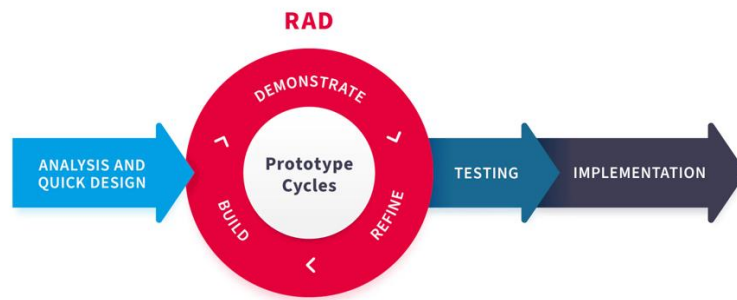 RAD
ANALYSIS AND
QUICK DESIGN
DEMONSTRATE
Prototype
Cycles
BUILD
REFINE
TESTING
IMPLEMENTATION